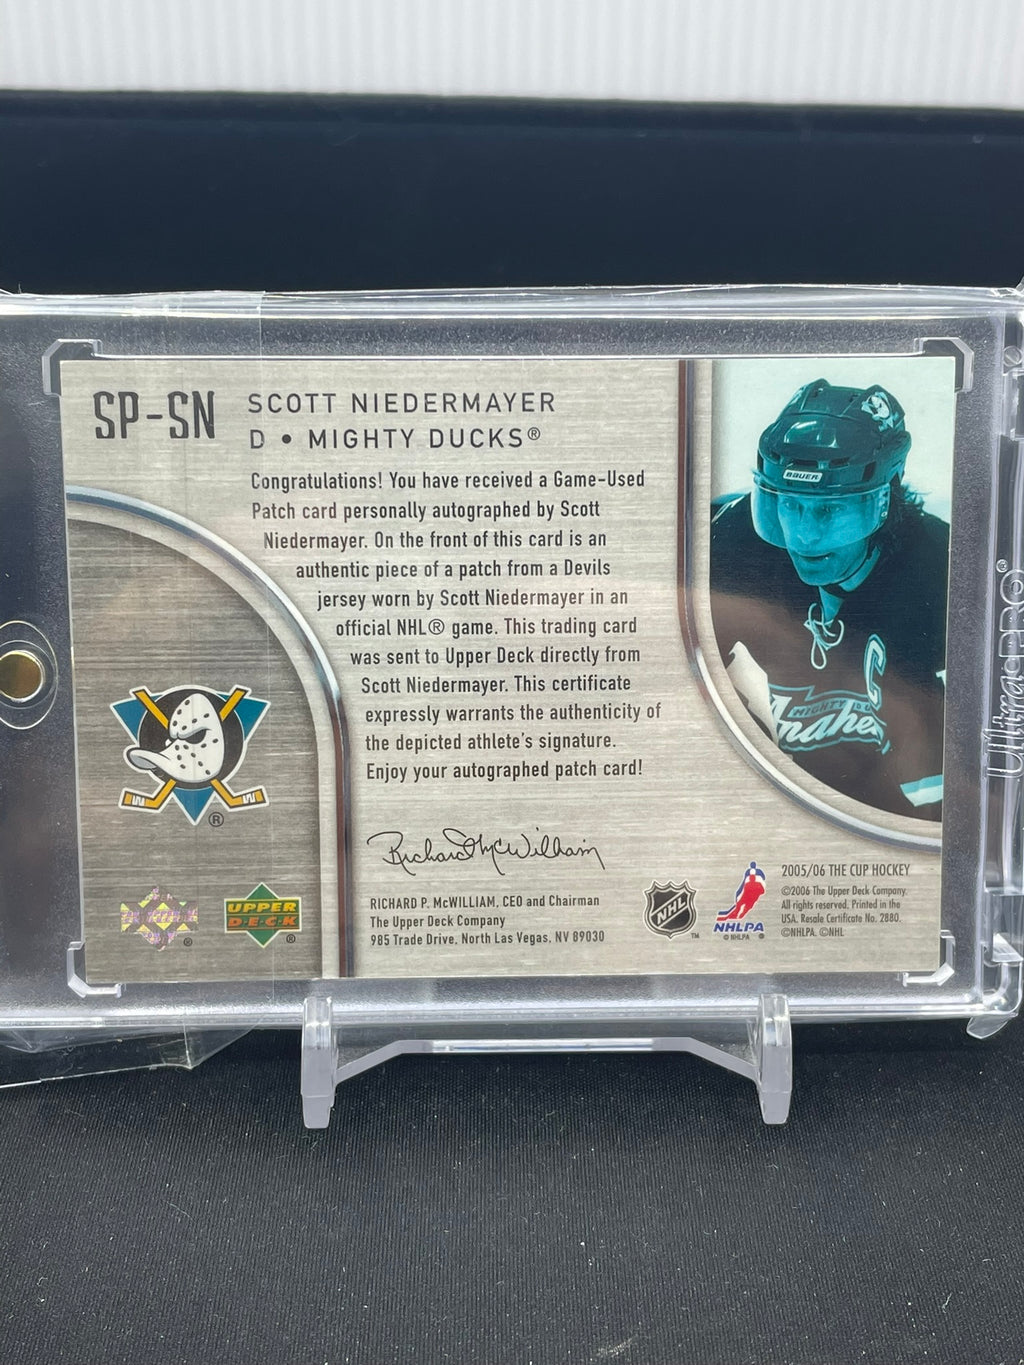 SP-SN
SCOTT NIEDERMAYER
D • MIGHTY DUCKS®
Congratulations! You have received a Game-Used
Patch card personally autographed by Scott
Niedermayer. On the front of this card is an
authentic piece of a patch from a Devils
jersey worn by Scott Niedermayer in an
official NHL® game. This trading card
was sent to Upper Deck directly from
Scott Niedermayer. This certificate
expressly warrants the authenticity of
the depicted athlete's signature.
Enjoy your autographed patch card!
Richard McWilliam
RICHARD P. McWILLIAM, CEO and Chairman
The Upper Deck Company
985 Trade Drive, North Las Vegas, NV 89030
®
UPPER
DECK
®
NHL
™
NHLPA
© NHLPA ®
2005/06 THE CUP HOCKEY
©2006 The Upper Deck Company.
All rights reserved. Printed in the
USA. Resale Certificate No. 2880.
©NHLPA. ©NHL
BAUER
C
MIGHTY
UltraPRO®